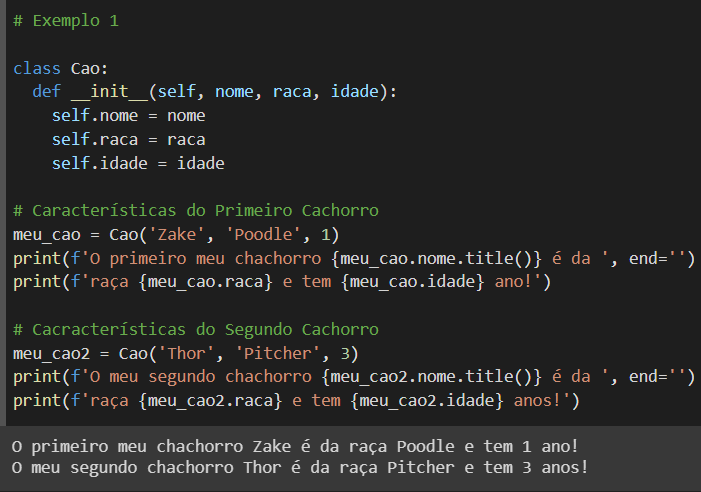 # Exemplo 1
class Cao:
  def __init__(self, nome, raca, idade):
    self.nome = nome
    self.raca = raca
    self.idade = idade
# Características do Primeiro Cachorro
meu_cao = Cao('Zake', 'Poodle', 1)
print(f'O primeiro meu chachorro {meu_cao.nome.title()} é da ', end='')
print(f'raça {meu_cao.raca} e tem {meu_cao.idade} ano!')
# Cacracterísticas do Segundo Cachorro
meu_cao2 = Cao('Thor', 'Pitcher', 3)
print(f'O meu segundo chachorro {meu_cao2.nome.title()} é da ', end='')
print(f'raça {meu_cao2.raca} e tem {meu_cao2.idade} anos!')
O primeiro meu chachorro Zake é da raça Poodle e tem 1 ano!
O meu segundo chachorro Thor é da raça Pitcher e tem 3 anos!